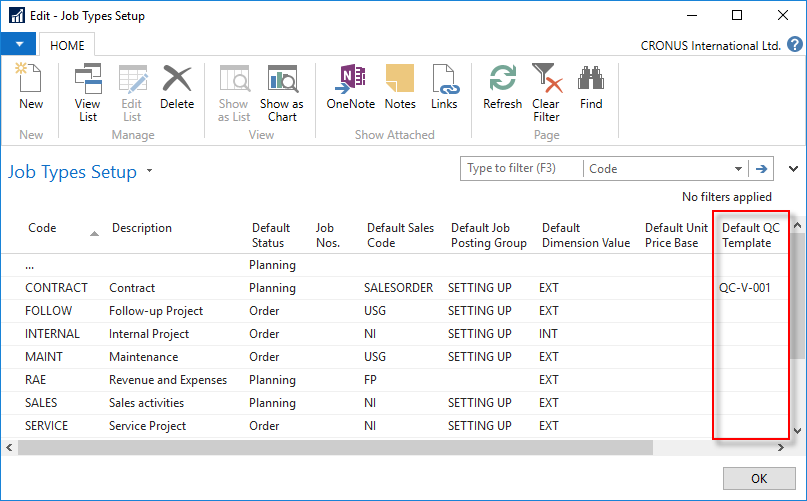 Edit - Job Types Setup
HOME
CRONUS International Ltd. ?
New
View List
Edit List
Delete
Show as List
Show as Chart
OneNote
Notes
Links
Refresh
Clear Filter
Find
New
Manage
View
Show Attached
Page
Job Types Setup
Type to filter (F3)
Code
No filters applied
Code Description Default Status Job Nos. Default Sales Code Default Job Posting Group Default Dimension Value Default Unit Price Base Default QC Template
... Planning
CONTRACT Contract Planning SALESORDER SETTING UP EXT QC-V-001
FOLLOW Follow-up Project Order USG SETTING UP EXT
INTERNAL Internal Project Order NI SETTING UP INT
MAINT Maintenance Order USG SETTING UP EXT
RAE Revenue and Expenses Planning FP EXT
SALES Sales activities Planning NI SETTING UP EXT
SERVICE Service Project Order NI SETTING UP EXT
OK